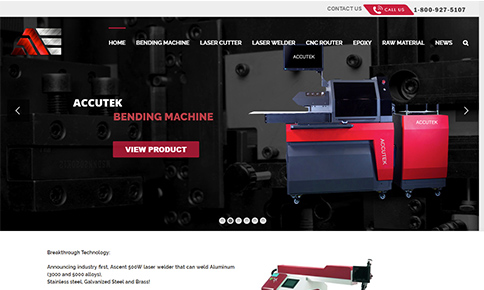 CONTACT US
CALL US:
1-800-927-5107
HOME BENDING MACHINE LASER CUTTER LASER WELDER CNC ROUTER EPOXY RAW MATERIAL NEWS
ACCUTEK
ACCUTEK
BENDING MACHINE
ACCUTEK
ACCUTEK
VIEW PRODUCT
Breakthrough Technology:
Announcing industry first, Ascent 500W laser welder that can weld Aluminum
(3000 and 5000 alloys),
Stainless steel, Galvanized Steel and Brass!